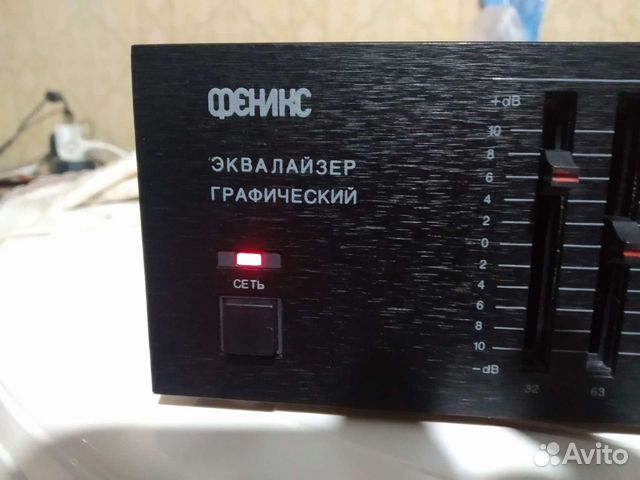 ФЕНИКС
ЭКВАЛАЙЗЕР
ГРАФИЧЕСКИЙ
СЕТЬ
+dB
10
8
6
4
2
0
2
4
6
8
10
-dB
32 63
Avito